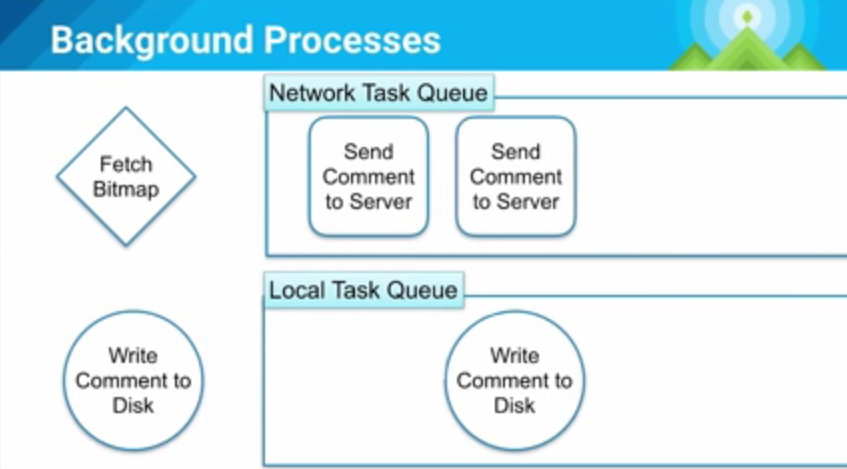 Background Processes
Network Task Queue
Fetch
Bitmap
Send
Comment
to Server
Send
Comment
to Server
Local Task Queue
Write
Comment to
Disk
Write
Comment to
Disk